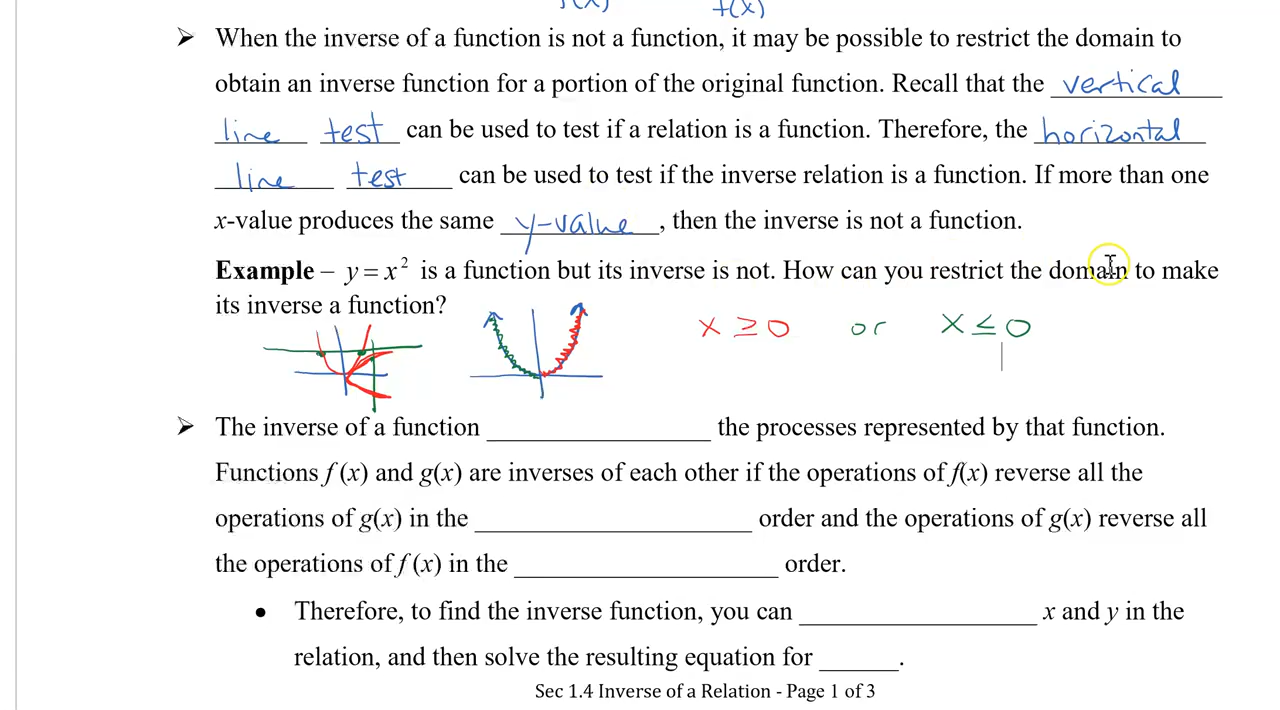 f(x) f(x)
➢ When the inverse of a function is not a function, it may be possible to restrict the domain to
obtain an inverse function for a portion of the original function. Recall that the vertical
line test can be used to test if a relation is a function. Therefore, the horizontal
line test can be used to test if the inverse relation is a function. If more than one
x-value produces the same y-value, then the inverse is not a function.
Example – y = x² is a function but its inverse is not. How can you restrict the domain to make
its inverse a function?
x ≥ 0 or x ≤ 0
➢ The inverse of a function ____________ the processes represented by that function.
Functions f (x) and g(x) are inverses of each other if the operations of f(x) reverse all the
operations of g(x) in the ____________ order and the operations of g(x) reverse all
the operations of f (x) in the ____________ order.
• Therefore, to find the inverse function, you can ____________ x and y in the
relation, and then solve the resulting equation for ______.
Sec 1.4 Inverse of a Relation - Page 1 of 3